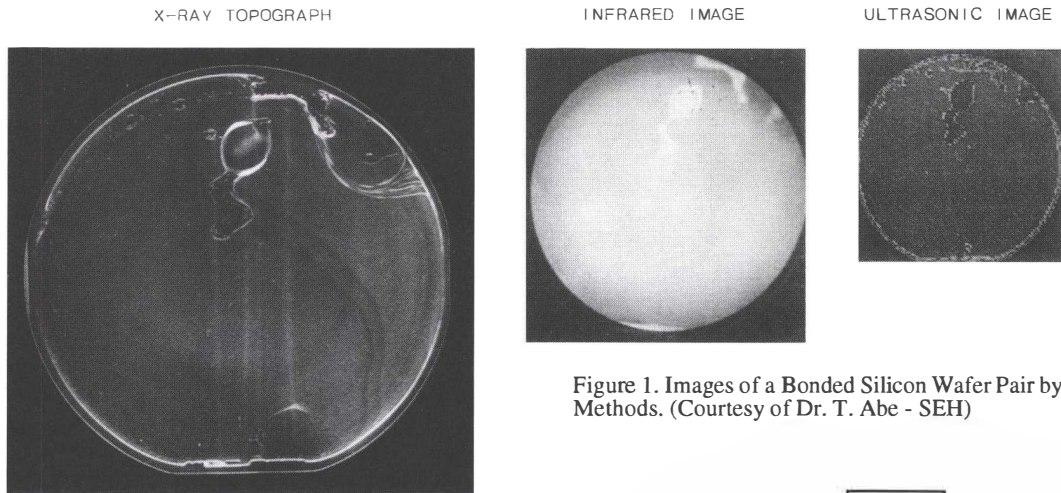 X-RAY TOPOGRAPH
INFRARED IMAGE
ULTRASONIC IMAGE
Figure 1. Images of a Bonded Silicon Wafer Pair by
Methods. (Courtesy of Dr. T. Abe - SEH)